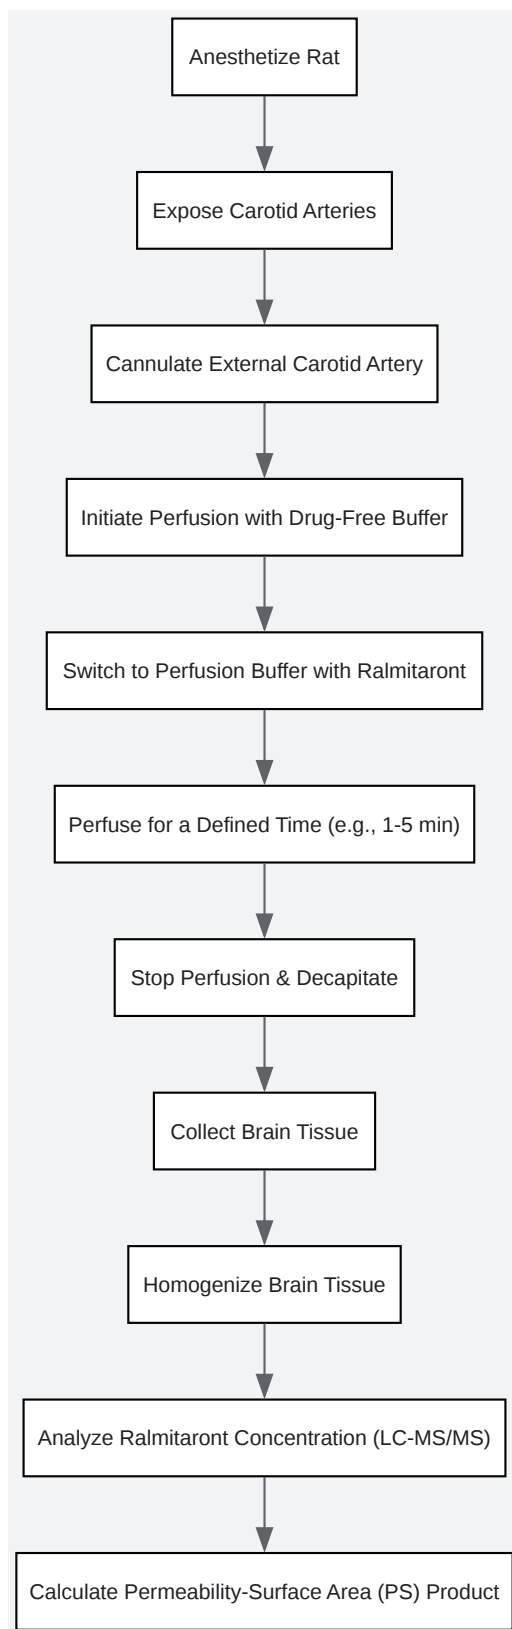 Anesthetize Rat
Expose Carotid Arteries
Cannulate External Carotid Artery
Initiate Perfusion with Drug-Free Buffer
Switch to Perfusion Buffer with Ralmitaront
Perfuse for a Defined Time (e.g., 1-5 min)
Stop Perfusion & Decapitate
Collect Brain Tissue
Homogenize Brain Tissue
Analyze Ralmitaront Concentration (LC-MS/MS)
Calculate Permeability-Surface Area (PS) Product